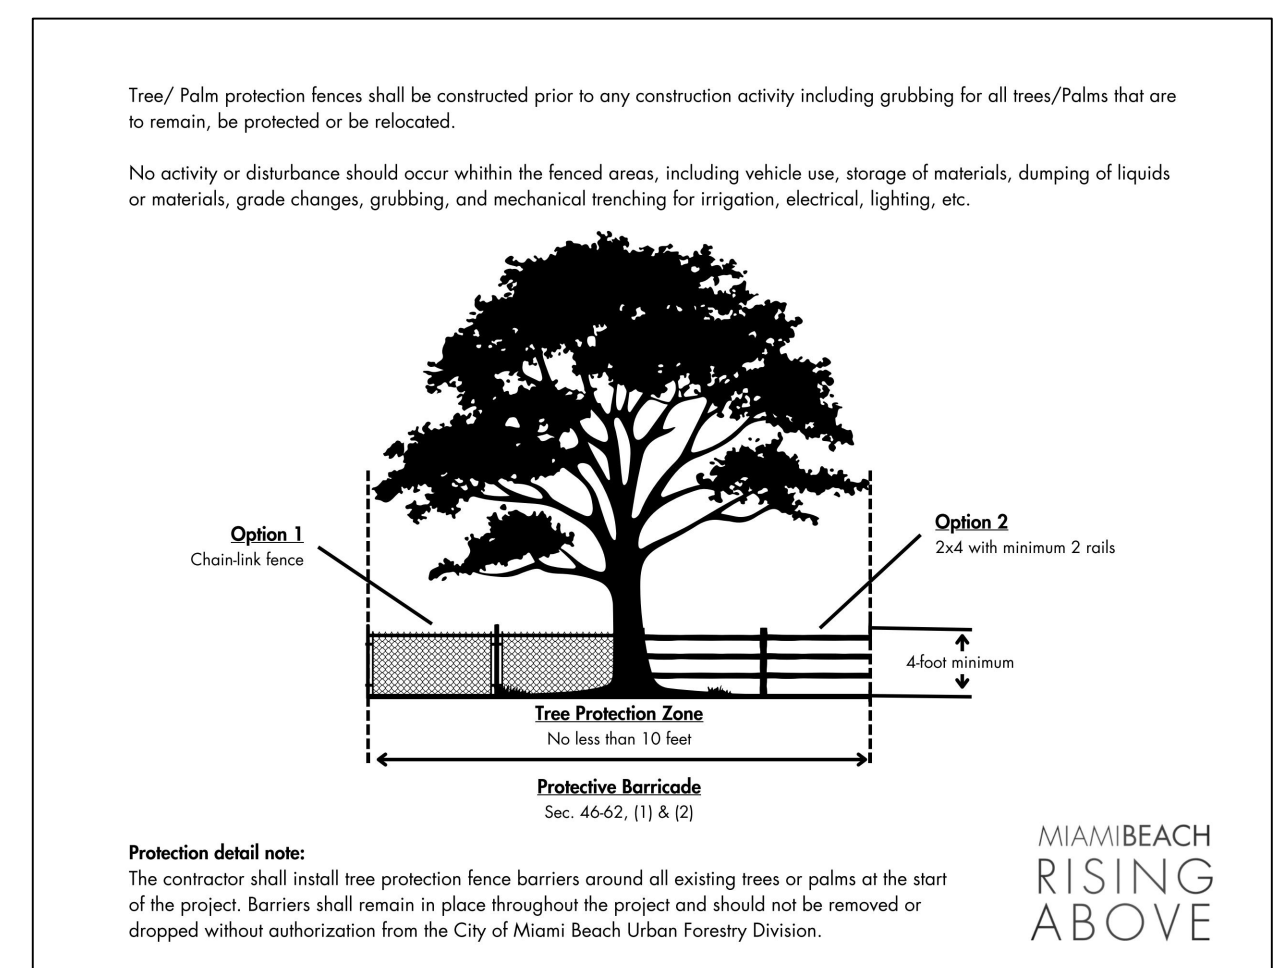 Tree/ Palm protection fences shall be constructed prior to any construction activity including grubbing for all trees/Palms that are
to remain, be protected or be relocated.
No activity or disturbance should occur whithin the fenced areas, including vehicle use, storage of materials, dumping of liquids
or materials, grade changes, grubbing, and mechanical trenching for irrigation, electrical, lighting, etc.
Option 1
Chain-link fence
Option 2
2x4 with minimum 2 rails
4-foot minimum
Tree Protection Zone
No less than 10 feet
Protective Barricade
Sec. 46-62, (1) & (2)
Protection detail note:
The contractor shall install tree protection fence barriers around all existing trees or palms at the start
of the project. Barriers shall remain in place throughout the project and should not be removed or
dropped without authorization from the City of Miami Beach Urban Forestry Division.
MIAMIBEACH
RISING
ABOVE